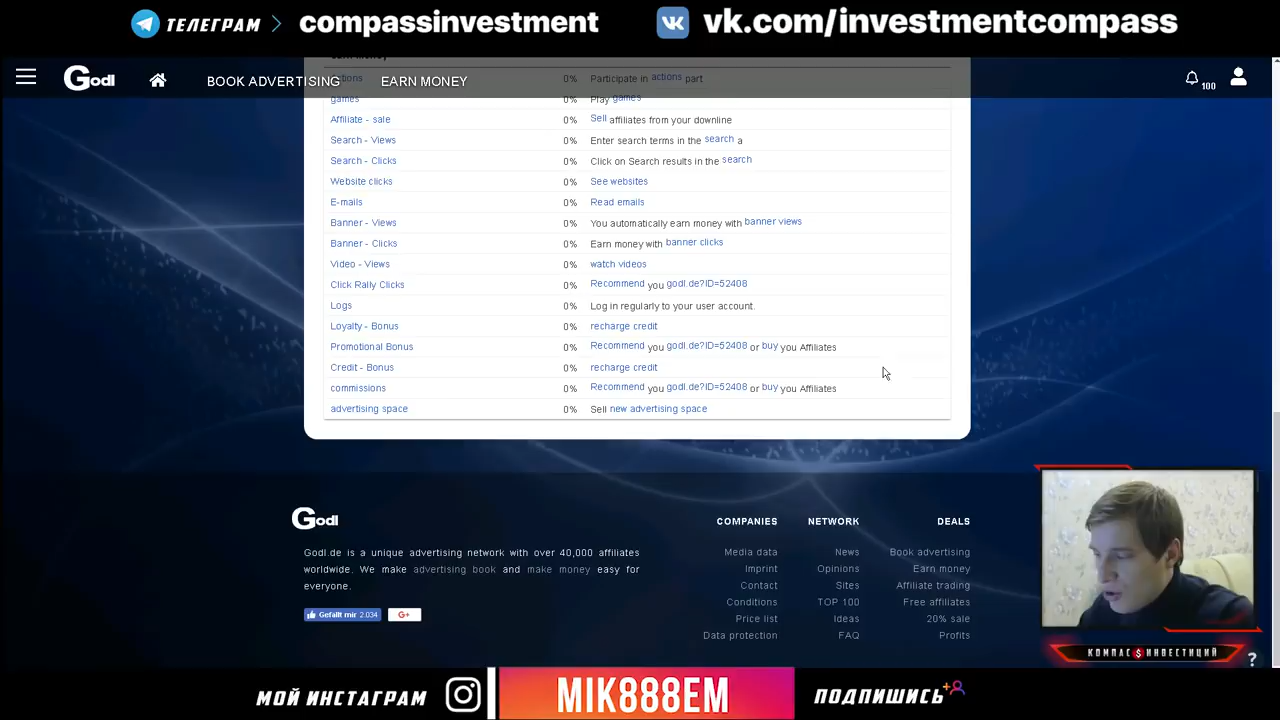 ТЕЛЕГРАМ > compassinvestment vk.com/investmentcompass
Godl BOOK ADVERTISING EARN MONEY 100
actions 0% Participate in actions part
games 0% Play games
Affiliate - sale 0% Sell affiliates from your downline
Search - Views 0% Enter search terms in the search a
Search - Clicks 0% Click on Search results in the search
Website clicks 0% See websites
E-mails 0% Read emails
Banner - Views 0% You automatically earn money with banner views
Banner - Clicks 0% Earn money with banner clicks
Video - Views 0% watch videos
Click Rally Clicks 0% Recommend you godl.de?ID=52408
Logs 0% Log in regularly to your user account.
Loyalty - Bonus 0% recharge credit
Promotional Bonus 0% Recommend you godl.de?ID=52408 or buy you Affiliates
Credit - Bonus 0% recharge credit
commissions 0% Recommend you godl.de?ID=52408 or buy you Affiliates
advertising space 0% Sell new advertising space
Godl
Godl.de is a unique advertising network with over 40,000 affiliates
worldwide. We make advertising book and make money easy for
everyone.
Gefällt mir 2.034 G+
COMPANIES NETWORK DEALS
Media data News Book advertising
Imprint Opinions Earn money
Contact Sites Affiliate trading
Conditions TOP 100 Free affiliates
Price list Ideas 20% sale
Data protection FAQ Profits
КОМПАС $ ИНВЕСТИЦИЙ ?
МОЙ ИНСТАГРАМ MIK888EM ПОДПИШИСЬ